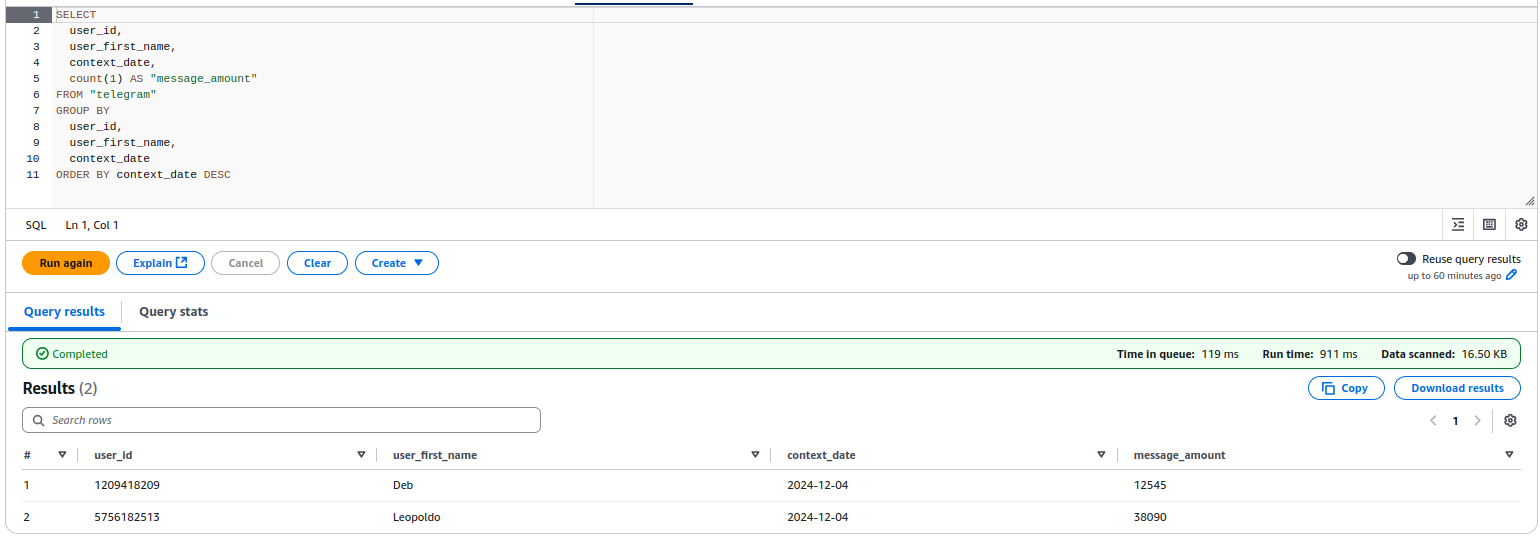 1 SELECT
2 user_id,
3 user_first_name,
4 context_date,
5 count(1) AS "message_amount"
6 FROM "telegram"
7 GROUP BY
8 user_id,
9 user_first_name,
10 context_date
11 ORDER BY context_date DESC
SQL Ln 1, Col 1
Run again Explain Cancel Clear Create Reuse query results
up to 60 minutes ago
Query results Query stats
Completed Time in queue: 119 ms Run time: 911 ms Data scanned: 16.50 KB
Results (2) Copy Download results
Search rows 1
# user_id user_first_name context_date message_amount
1 1209418209 Deb 2024-12-04 12545
2 5756182513 Leopoldo 2024-12-04 38090